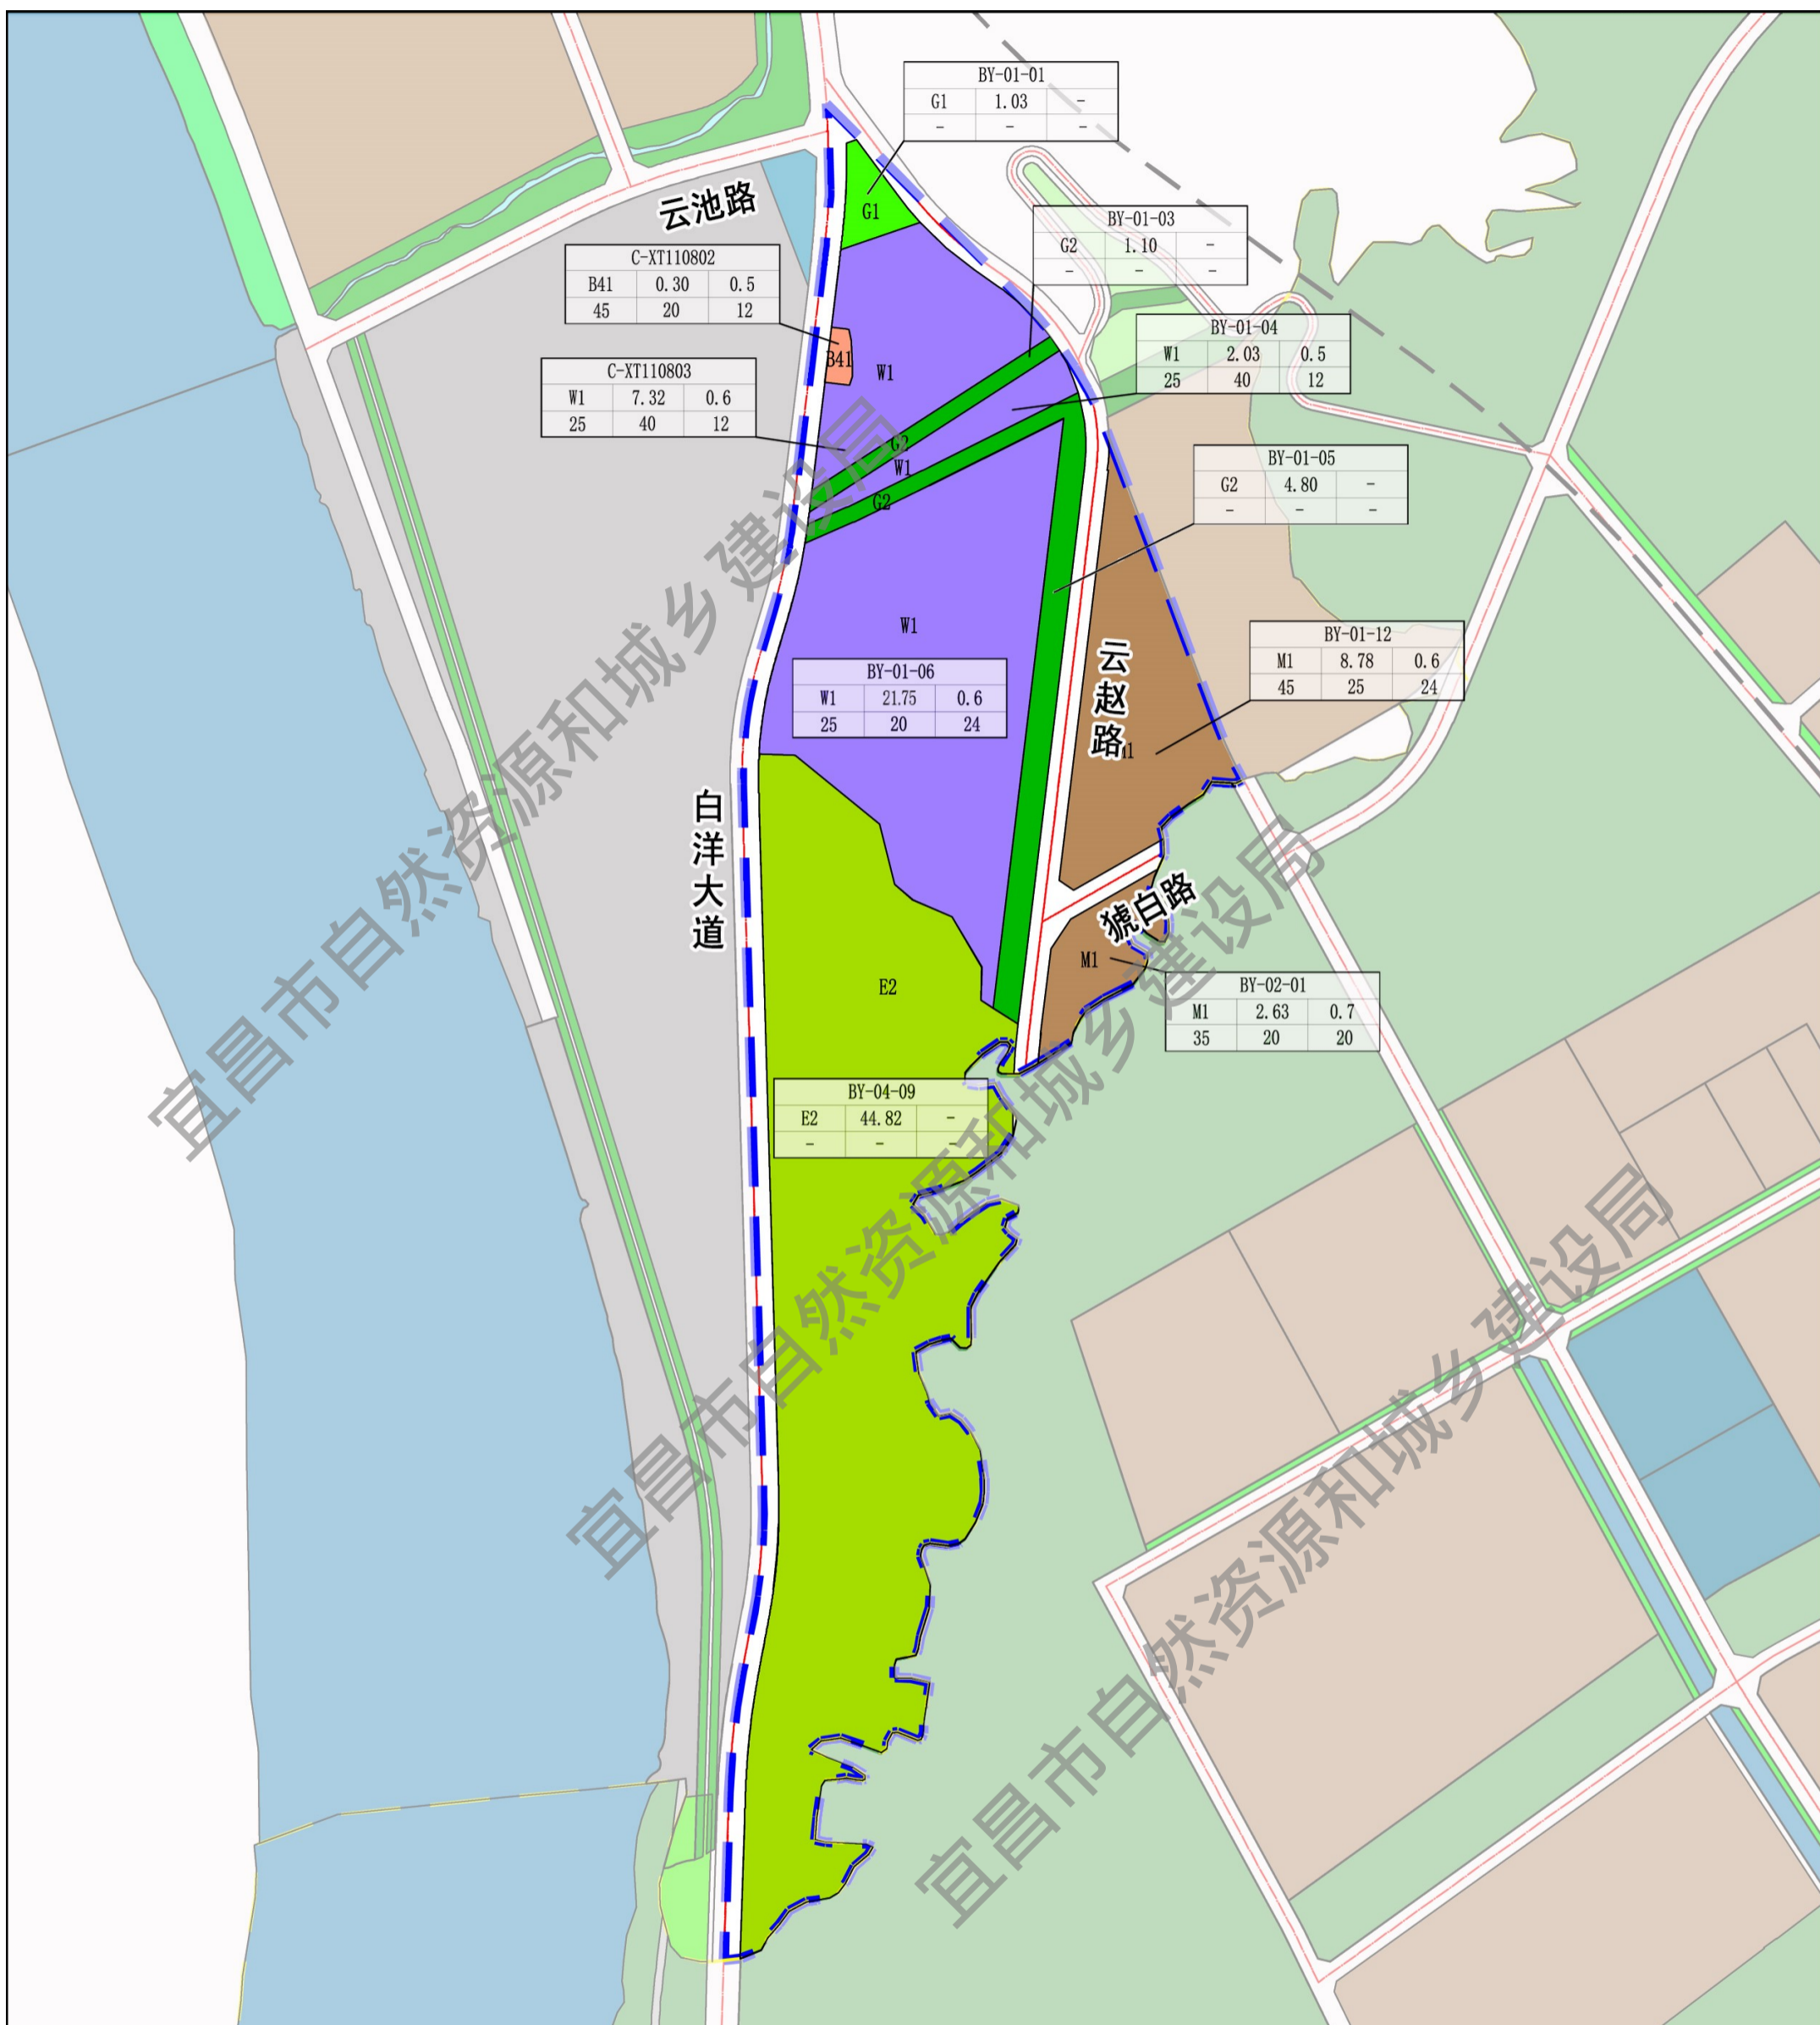 BY-01-01
G1 1.03 -
- - -
云池路
G1
BY-01-03
G2 1.10 -
- - -
C-XT110802
B41 0.30 0.5
45 20 12
BY-01-04
W1 2.03 0.5
25 40 12
B41
W1
C-XT110803
W1 7.32 0.6
25 40 12
G2
W1
G2
BY-01-05
G2 4.80 -
- - -
W1
BY-01-12
M1 8.78 0.6
45 25 24
云赵路
BY-01-06
W1 21.75 0.6
25 20 24
白洋大道
猇白路
M1
E2
BY-02-01
M1 2.63 0.7
35 20 20
BY-04-09
E2 44.82 -
- - -
宜昌市自然资源和城乡建设局
宜昌市自然资源和城乡建设局
宜昌市自然资源和城乡建设局